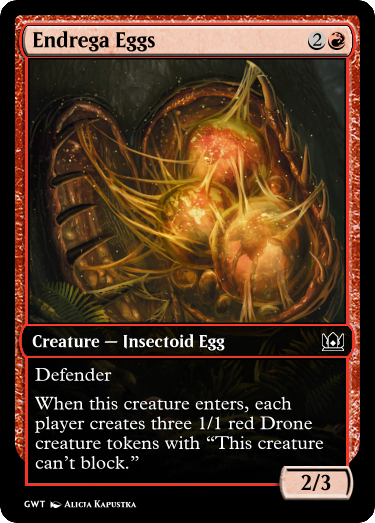 Endrega Eggs 2
Creature — Insectoid Egg
Defender
When this creature enters, each
player creates three 1/1 red Drone
creature tokens with “This creature
can’t block.”
2/3
GWT Alicia Kapustka